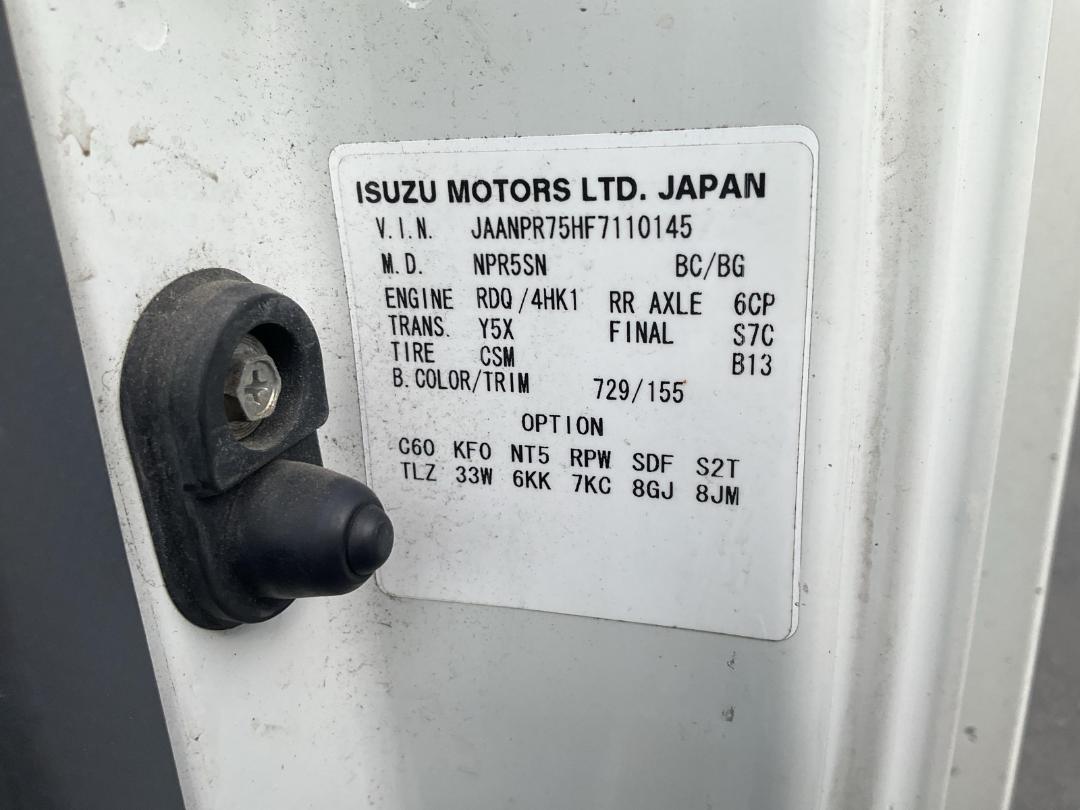 ISUZU MOTORS LTD. JAPAN
V.I.N. JAANPR75HF7110145
M.D. NPR5SN BC/BG
ENGINE RDQ/4HK1 RR AXLE 6CP
TRANS. Y5X FINAL S7C
TIRE CSM B13
B.COLOR/TRIM 729/155
OPTION
C60 KFO NT5 RPW SDF S2T
TLZ 33W 6KK 7KC 8GJ 8JM